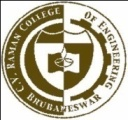 C.V. RAMAN COLLEGE OF ENGINEERING
BHUBANESWAR